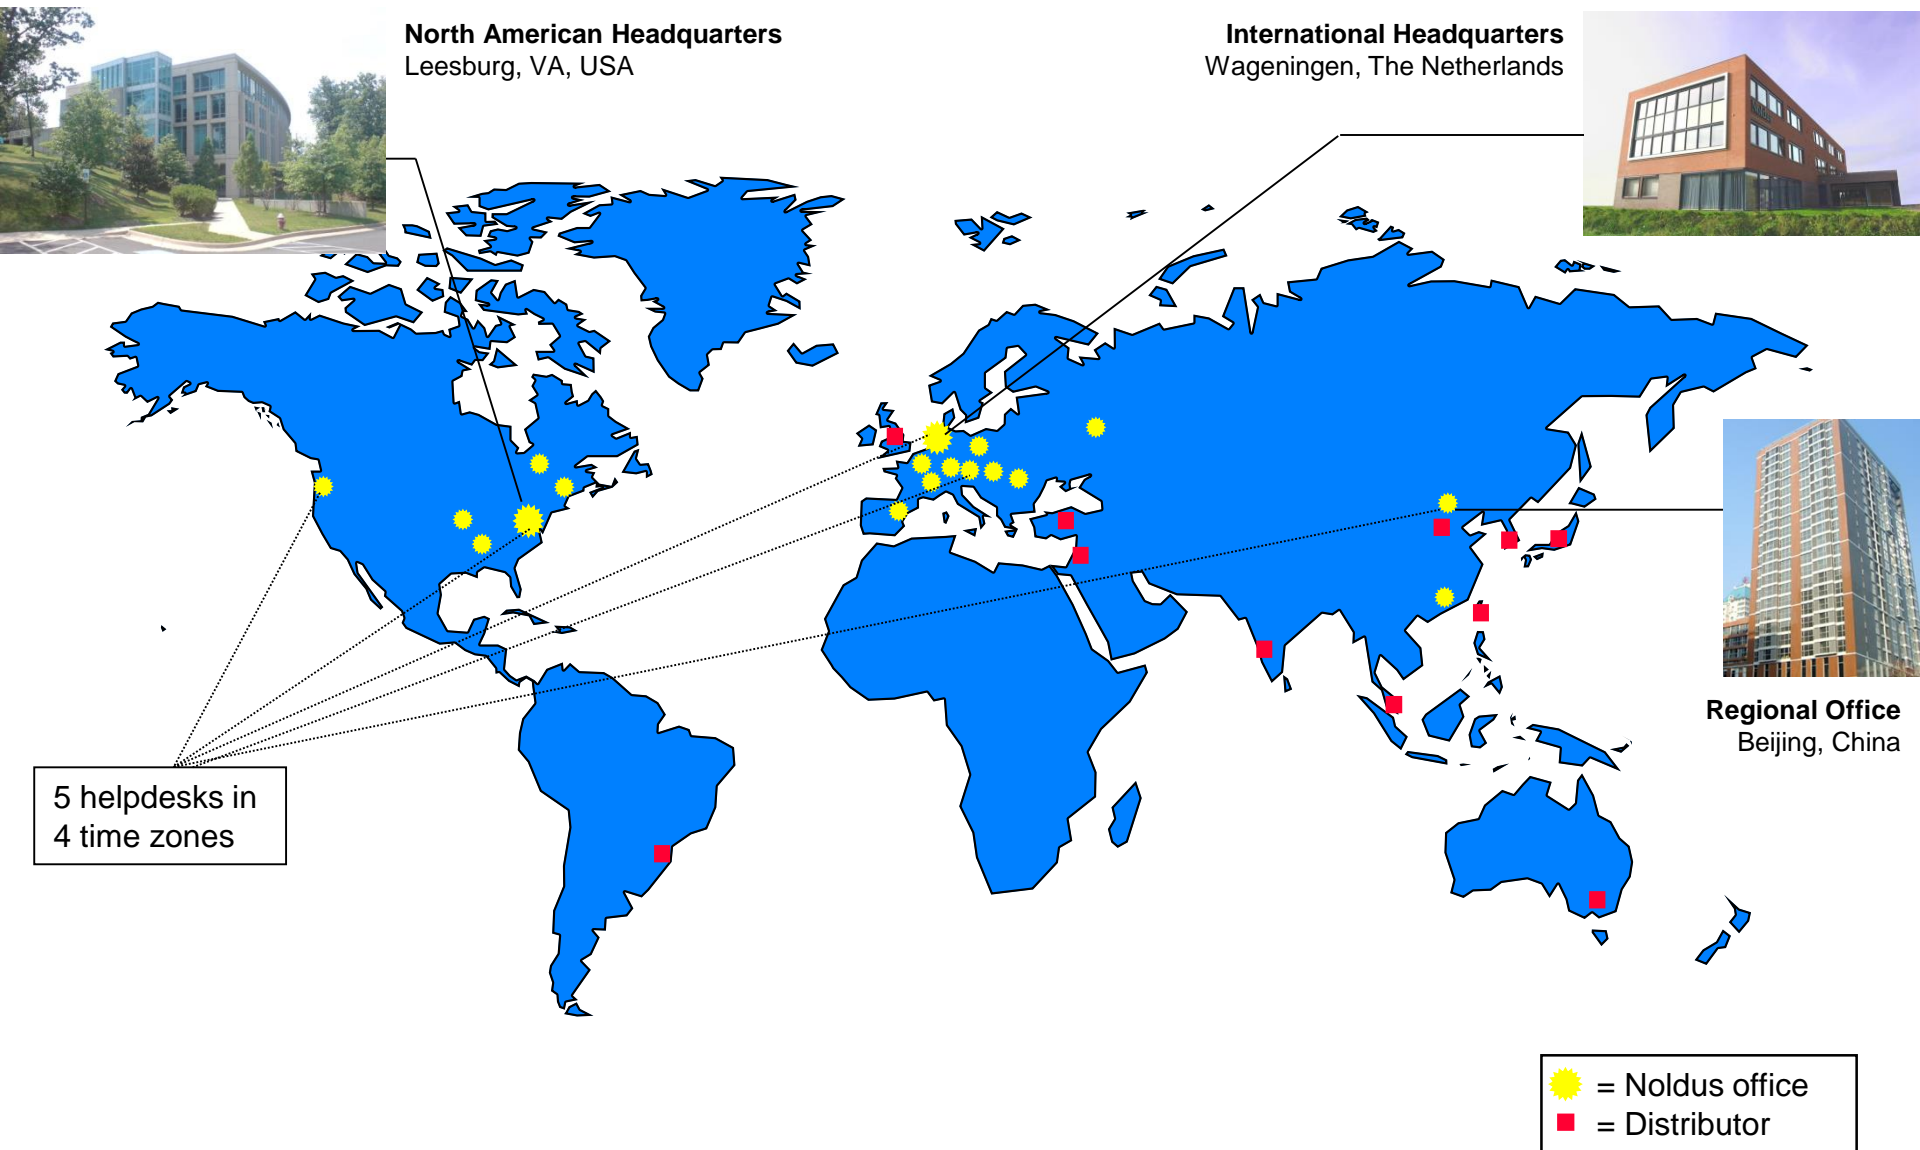 North American Headquarters
Leesburg, VA, USA
International Headquarters
Wageningen, The Netherlands
Regional Office
Beijing, China
5 helpdesks in
4 time zones
= Noldus office
= Distributor